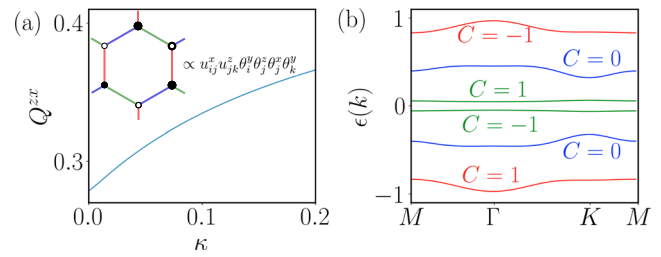 (a)
0.4
∝ u^x_{ij} u^z_{jk} θ^y_i θ^z_j θ^x_j θ^y_k
Q^{zx}
0.3
0.0
0.1
0.2
κ
(b)
1
C = −1
C = 0
C = 1
ϵ(k)
0
C = −1
C = 0
C = 1
−1
M
Γ
K
M